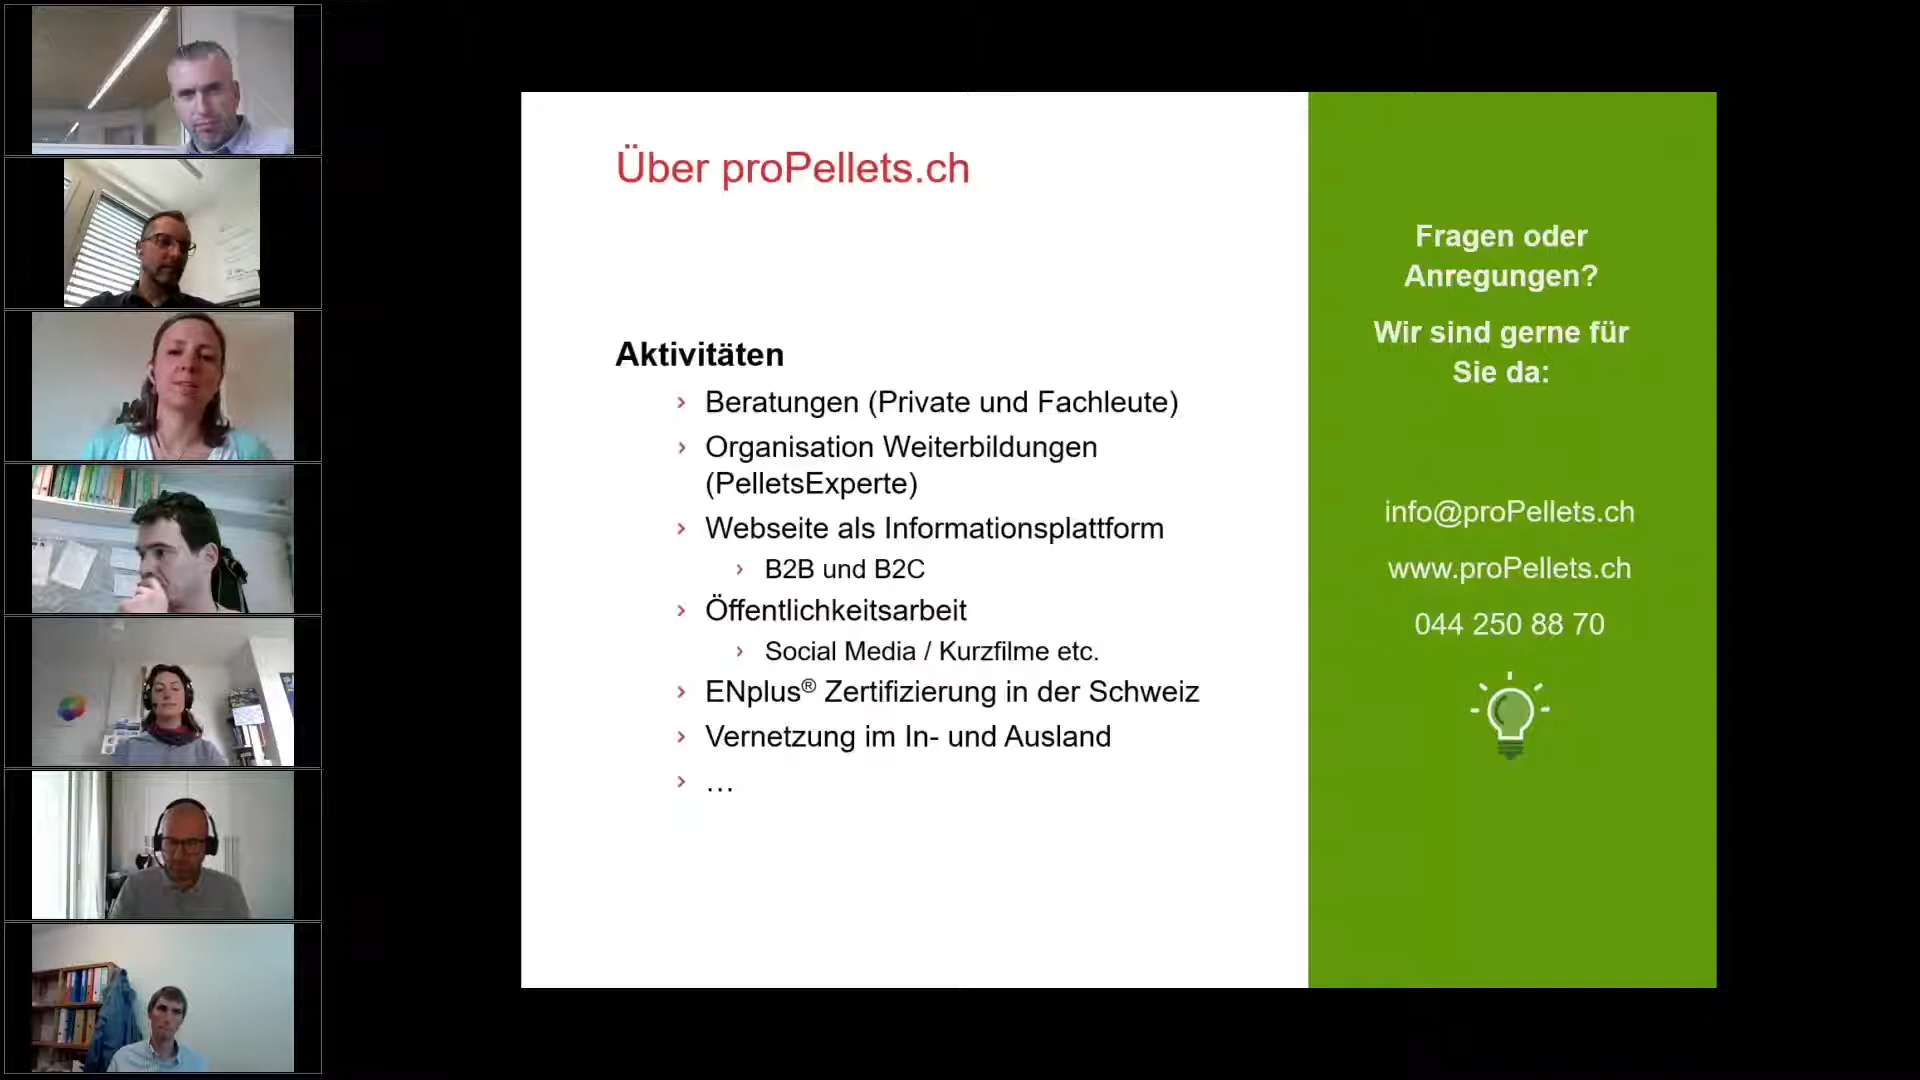 Über proPellets.ch
Aktivitäten
› Beratungen (Private und Fachleute)
› Organisation Weiterbildungen
(PelletsExperte)
› Webseite als Informationsplattform
› B2B und B2C
› Öffentlichkeitsarbeit
› Social Media / Kurzfilme etc.
› ENplus® Zertifizierung in der Schweiz
› Vernetzung im In- und Ausland
› …
Fragen oder
Anregungen?
Wir sind gerne für
Sie da:
info@proPellets.ch
www.proPellets.ch
044 250 88 70